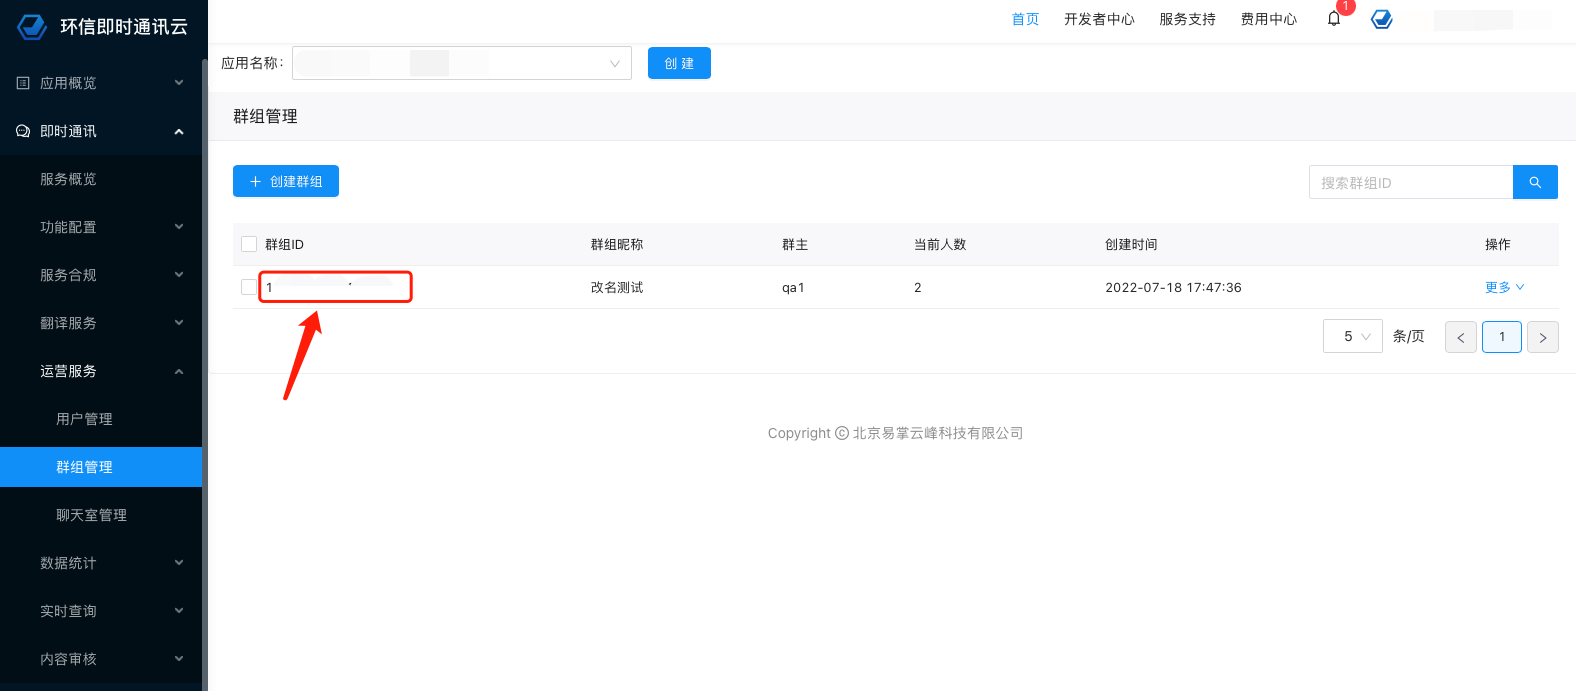 环信即时通讯云
首页 开发者中心 服务支持 费用中心 1
应用名称: 创 建
应用概览
即时通讯
服务概览
功能配置
服务合规
翻译服务
运营服务
用户管理
群组管理
聊天室管理
数据统计
实时查询
内容审核
群组管理
+ 创建群组
搜索群组ID
群组ID 群组昵称 群主 当前人数 创建时间 操作
1 改名测试 qa1 2 2022-07-18 17:47:36 更多
5 条/页 < 1 >
Copyright © 北京易掌云峰科技有限公司